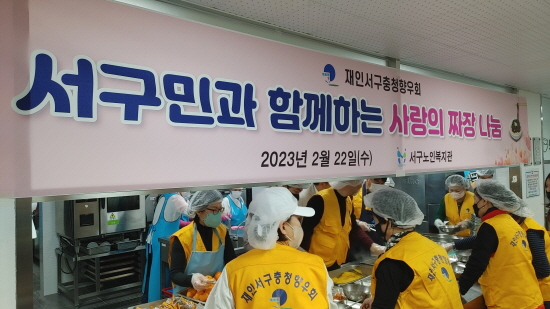 재인서구충청향우회
서구민과 함께하는 사랑의 짜장 나눔
2023년 2월 22일(수)
서구노인복지관
재인서구충청향우회